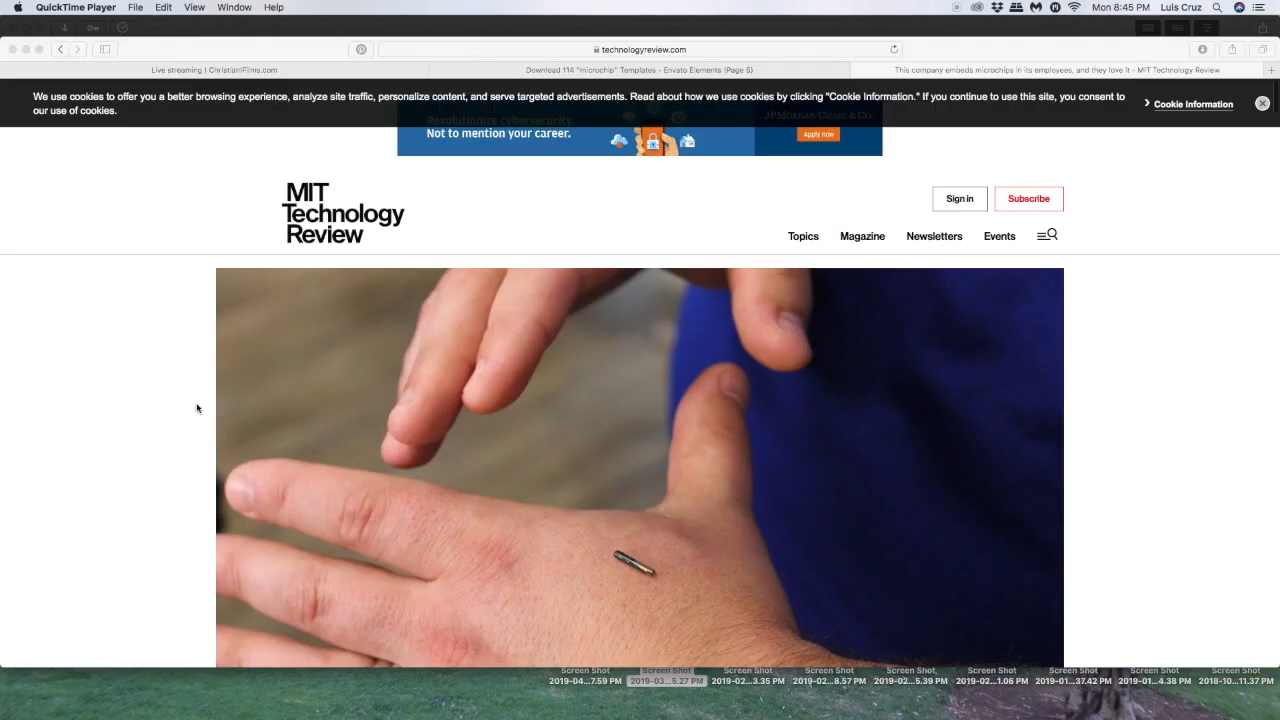 QuickTime Player File Edit View Window Help Mon 8:45 PM Luis Cruz
technologyreview.com
Live streaming | ChristianIFilms.com Download 114 "microchip" Templates - Envato Elements (Page 5) This company embeds microchips in its employees, and they love it - MIT Technology Review
We use cookies to offer you a better browsing experience, analyze site traffic, personalize content, and serve targeted advertisements. Read about how we use cookies by clicking "Cookie Information." If you continue to use this site, you consent to
our use of cookies.
Cookie Information
Revolutionize cybersecurity.
Not to mention your career.
JPMORGAN CHASE & CO.
Apply now
MIT
Technology
Review
Sign in Subscribe
Topics Magazine Newsletters Events
Screen Shot Screen Shot Screen Shot Screen Shot Screen Shot Screen Shot Screen Shot Screen Shot Screen Shot
2019-04...7.59 PM 2019-03...5.27 PM 2019-02...3.35 PM 2019-02...8.57 PM 2019-02...5.39 PM 2019-02...1.06 PM 2019-01...37.42 PM 2019-01...4.38 PM 2018-10...11.37 PM